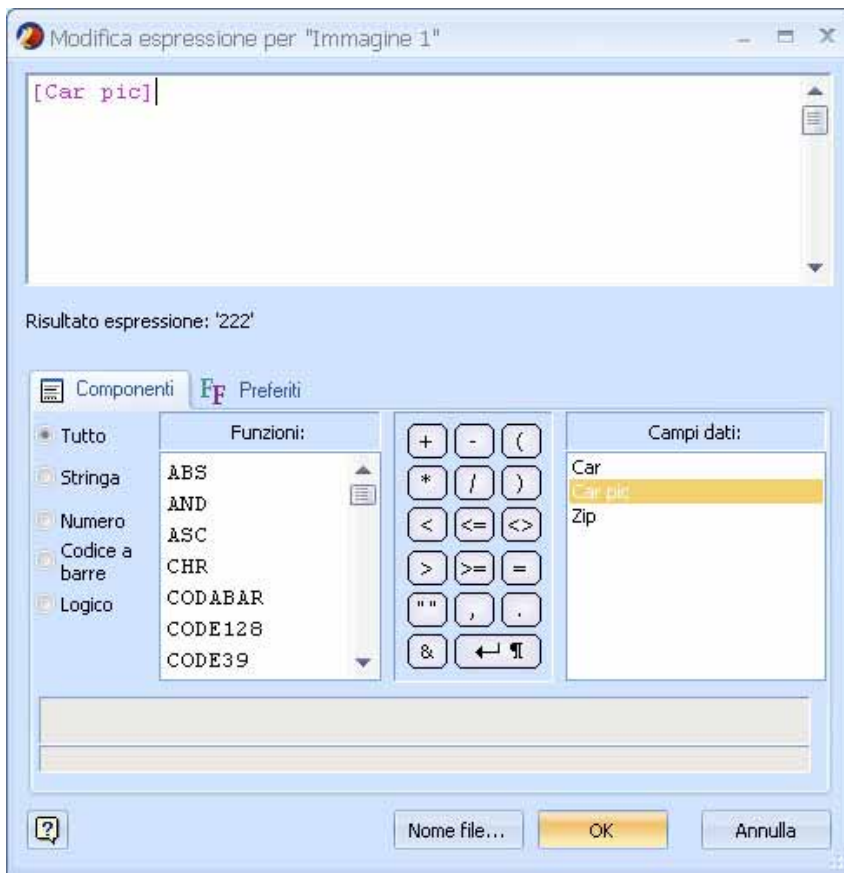 Modifica espressione per "Immagine 1"
[Car pic]
Risultato espressione: '222'
Componenti
FF Preferiti
Tutto
Stringa
Numero
Codice a
barre
Logico
Funzioni:
ABS
AND
ASC
CHR
CODABAR
CODE128
CODE39
+ - (
* / )
< <= <>
> >= =
"" , .
& ↵ ¶
Campi dati:
Car
Car pic
Zip
?
Nome file...
OK
Annulla